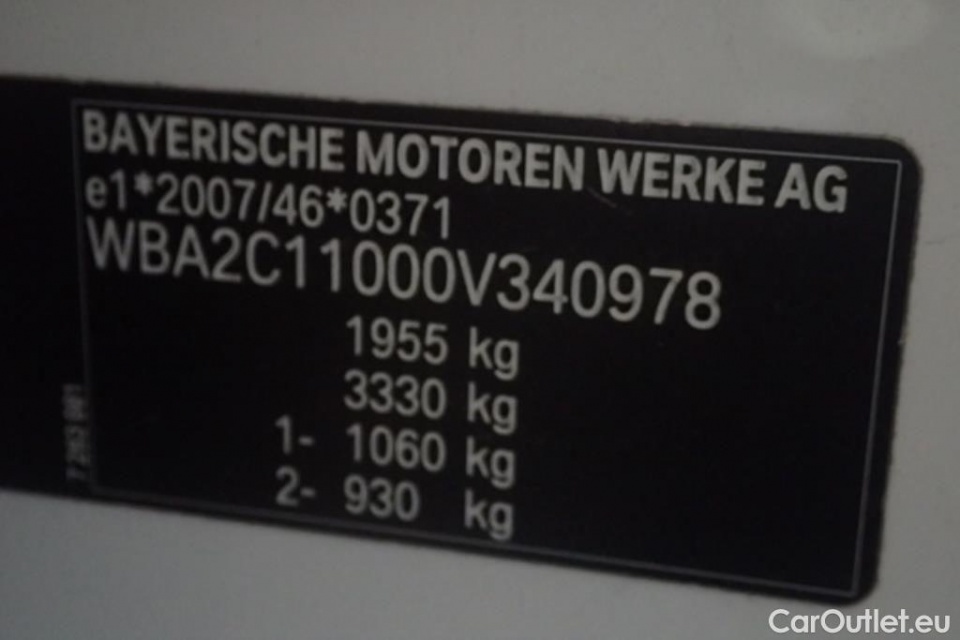 BAYERISCHE MOTOREN WERKE AG
e1*2007/46*0371
WBA2C11000V340978
1955 kg
3330 kg
1- 1060 kg
2- 930 kg
CarOutlet.eu